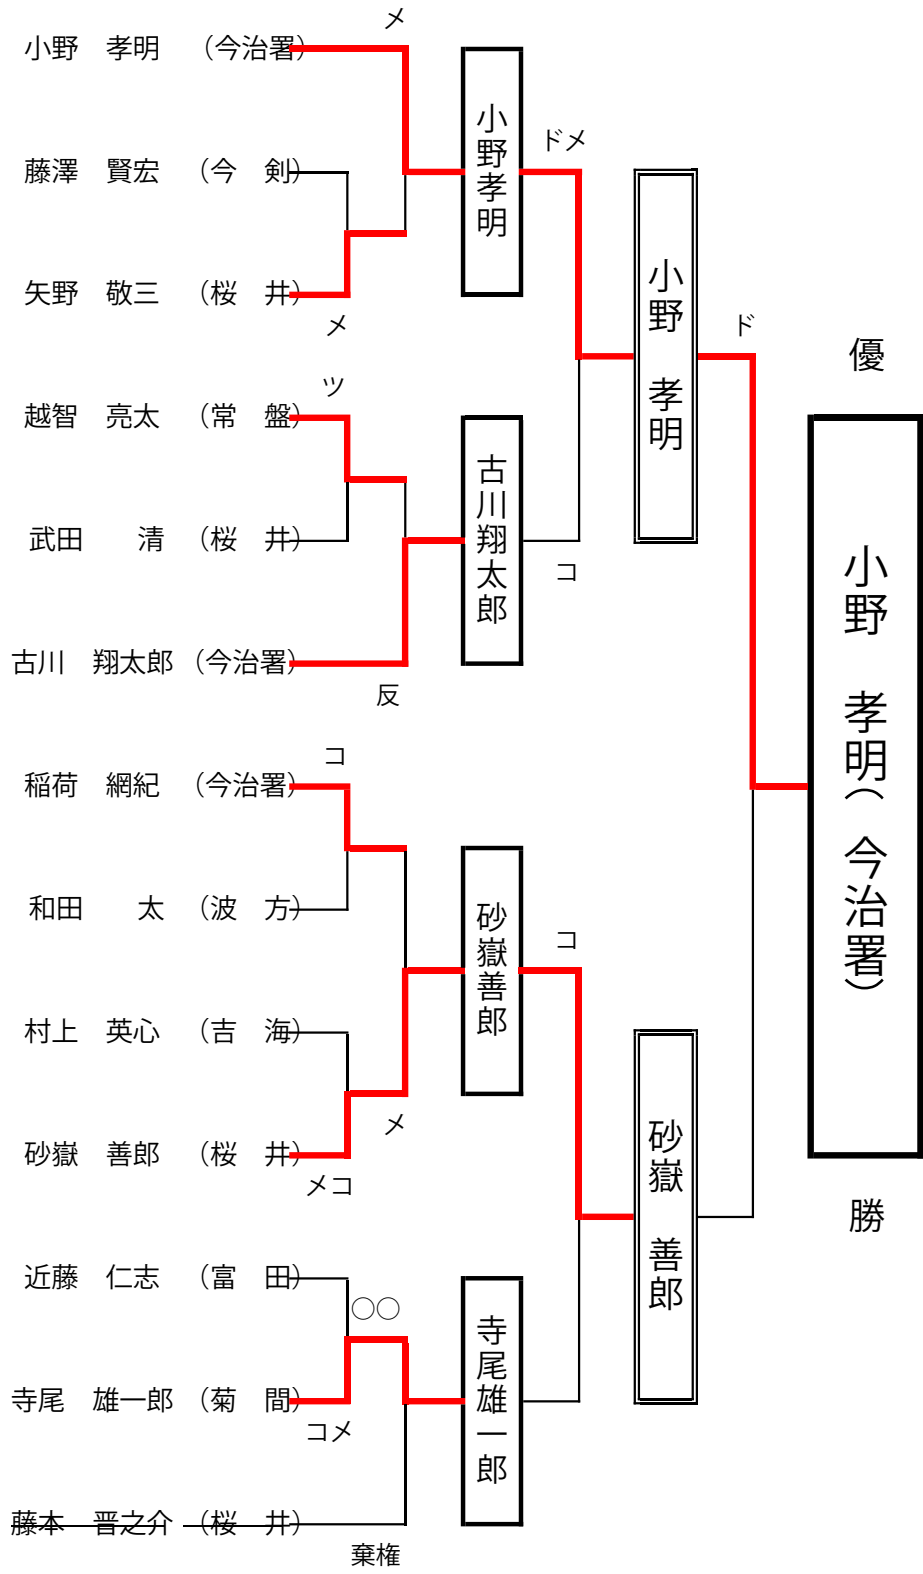 メ
小野　孝明　（今治署）
藤澤　賢宏　（今　剣）
矢野　敬三　（桜　井）
メ
ツ
越智　亮太　（常　盤）
武田　　清　（桜　井）
古川　翔太郎（今治署）
反
コ
稲荷　網紀　（今治署）
和田　　太　（波　方）
村上　英心　（吉　海）
砂嶽　善郎　（桜　井）
メ
メコ
近藤　仁志　（富　田）
○○
寺尾　雄一郎（菊　間）
コメ
藤本　晋之介（桜　井）
棄権
小野孝明
ドメ
古川翔太郎
コ
砂嶽善郎
コ
寺尾雄一郎
小野　孝明
ド
砂嶽　善郎
優
小野　孝明（今治署）
勝